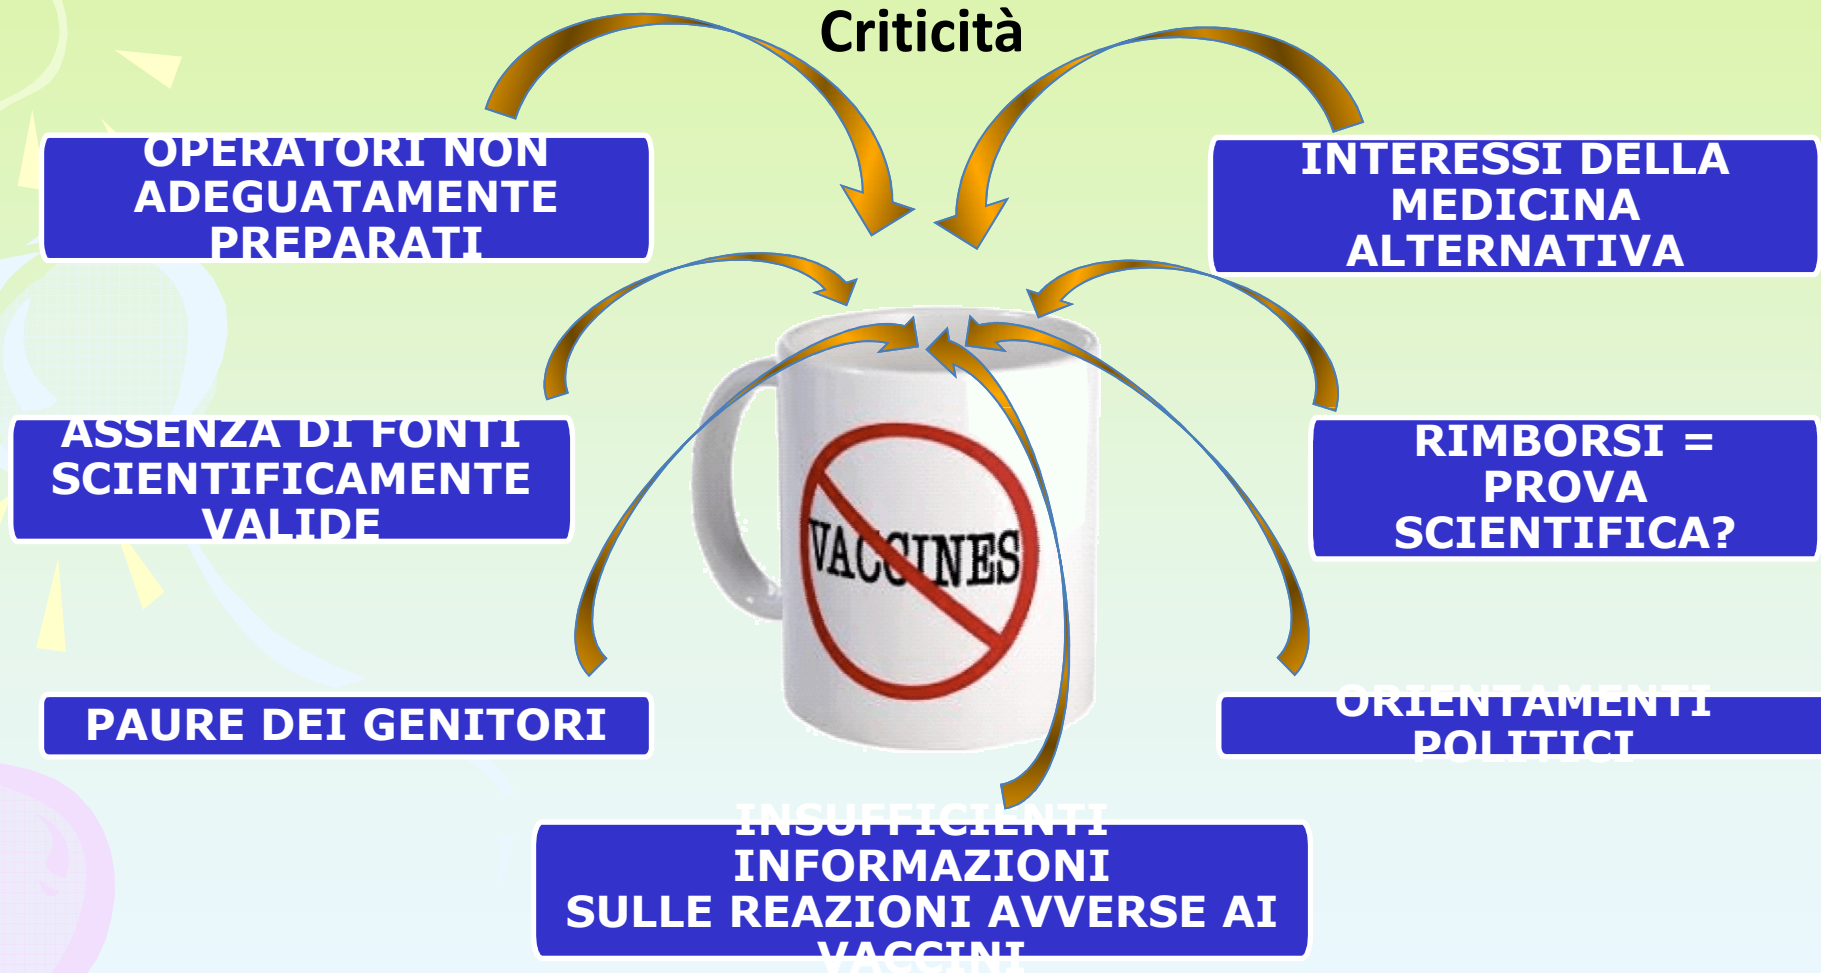 Criticità
OPERATORI NON
ADEGUATAMENTE
PREPARATI
INTERESSI DELLA
MEDICINA
ALTERNATIVA
ASSENZA DI FONTI
SCIENTIFICAMENTE
VALIDE
VACCINES
RIMBORSI =
PROVA
SCIENTIFICA?
PAURE DEI GENITORI
ORIENTAMENTI
POLITICI
INSUFFICIENTI
INFORMAZIONI
SULLE REAZIONI AVVERSE AI
VACCINI